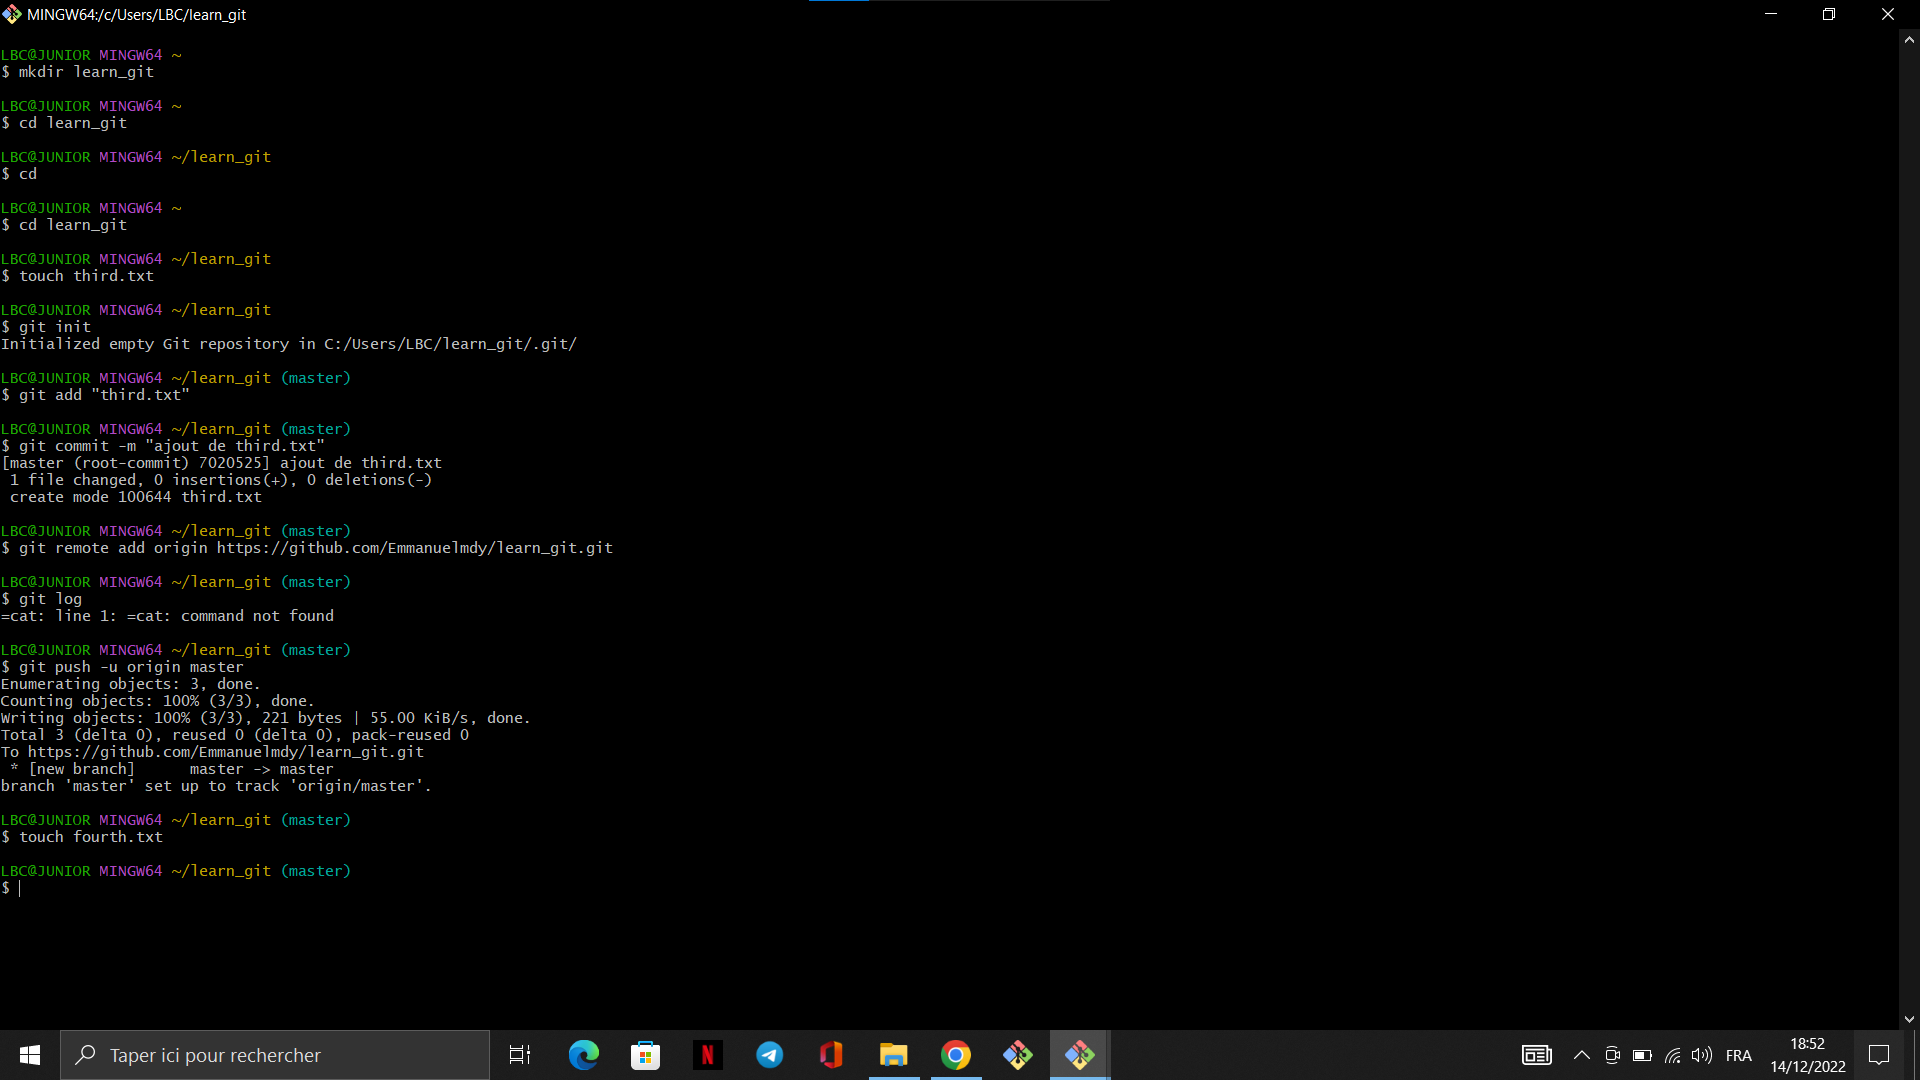 MINGW64:/c/Users/LBC/learn_git
LBC@JUNIOR MINGW64 ~
$ mkdir learn_git
LBC@JUNIOR MINGW64 ~
$ cd learn_git
LBC@JUNIOR MINGW64 ~/learn_git
$ cd
LBC@JUNIOR MINGW64 ~
$ cd learn_git
LBC@JUNIOR MINGW64 ~/learn_git
$ touch third.txt
LBC@JUNIOR MINGW64 ~/learn_git
$ git init
Initialized empty Git repository in C:/Users/LBC/learn_git/.git/
LBC@JUNIOR MINGW64 ~/learn_git (master)
$ git add "third.txt"
LBC@JUNIOR MINGW64 ~/learn_git (master)
$ git commit -m "ajout de third.txt"
[master (root-commit) 7020525] ajout de third.txt
 1 file changed, 0 insertions(+), 0 deletions(-)
 create mode 100644 third.txt
LBC@JUNIOR MINGW64 ~/learn_git (master)
$ git remote add origin https://github.com/Emmanuelmdy/learn_git.git
LBC@JUNIOR MINGW64 ~/learn_git (master)
$ git log
=cat: line 1: =cat: command not found
LBC@JUNIOR MINGW64 ~/learn_git (master)
$ git push -u origin master
Enumerating objects: 3, done.
Counting objects: 100% (3/3), done.
Writing objects: 100% (3/3), 221 bytes | 55.00 KiB/s, done.
Total 3 (delta 0), reused 0 (delta 0), pack-reused 0
To https://github.com/Emmanuelmdy/learn_git.git
 * [new branch]      master -> master
branch 'master' set up to track 'origin/master'.
LBC@JUNIOR MINGW64 ~/learn_git (master)
$ touch fourth.txt
LBC@JUNIOR MINGW64 ~/learn_git (master)
$
Taper ici pour rechercher
N
FRA
18:52
14/12/2022